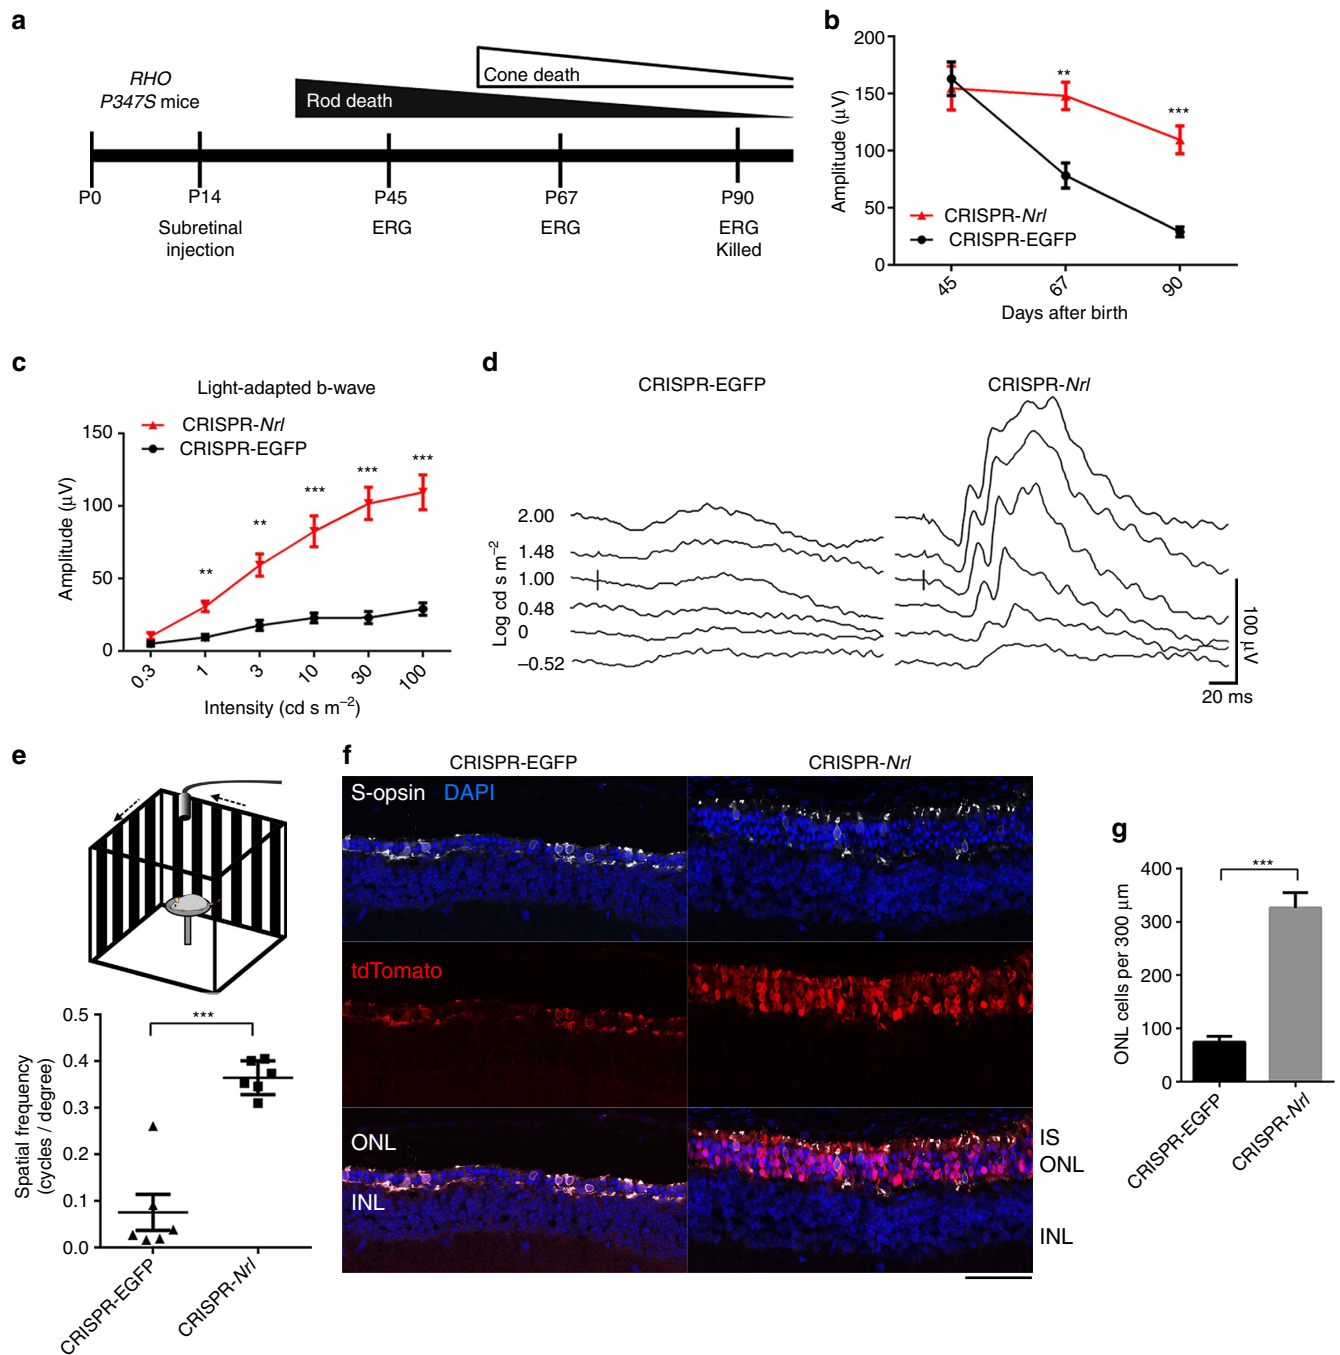 a
RHO
P347S mice
Cone death
Rod death
P0
P14
P45
P67
P90
Subretinal
injection
ERG
ERG
ERG
Killed
b
200
150
100
50
0
Amplitude (μV)
**
***
CRISPR-Nrl
CRISPR-EGFP
45
67
90
Days after birth
c
Light-adapted b-wave
CRISPR-Nrl
CRISPR-EGFP
150
100
50
0
Amplitude (μV)
**
**
***
***
***
0.3
1
3
10
30
100
Intensity (cd s m−2)
d
CRISPR-EGFP
CRISPR-Nrl
Log cd s m−2
2.00
1.48
1.00
0.48
0
−0.52
100 μV
20 ms
e
***
0.5
0.4
0.3
0.2
0.1
0.0
Spatial frequency
(cycles / degree)
CRISPR-EGFP
CRISPR-Nrl
f
CRISPR-EGFP
CRISPR-Nrl
S-opsin DAPI
tdTomato
ONL
INL
IS
ONL
INL
g
***
400
300
200
100
0
ONL cells per 300 μm
CRISPR-EGFP
CRISPR-Nrl